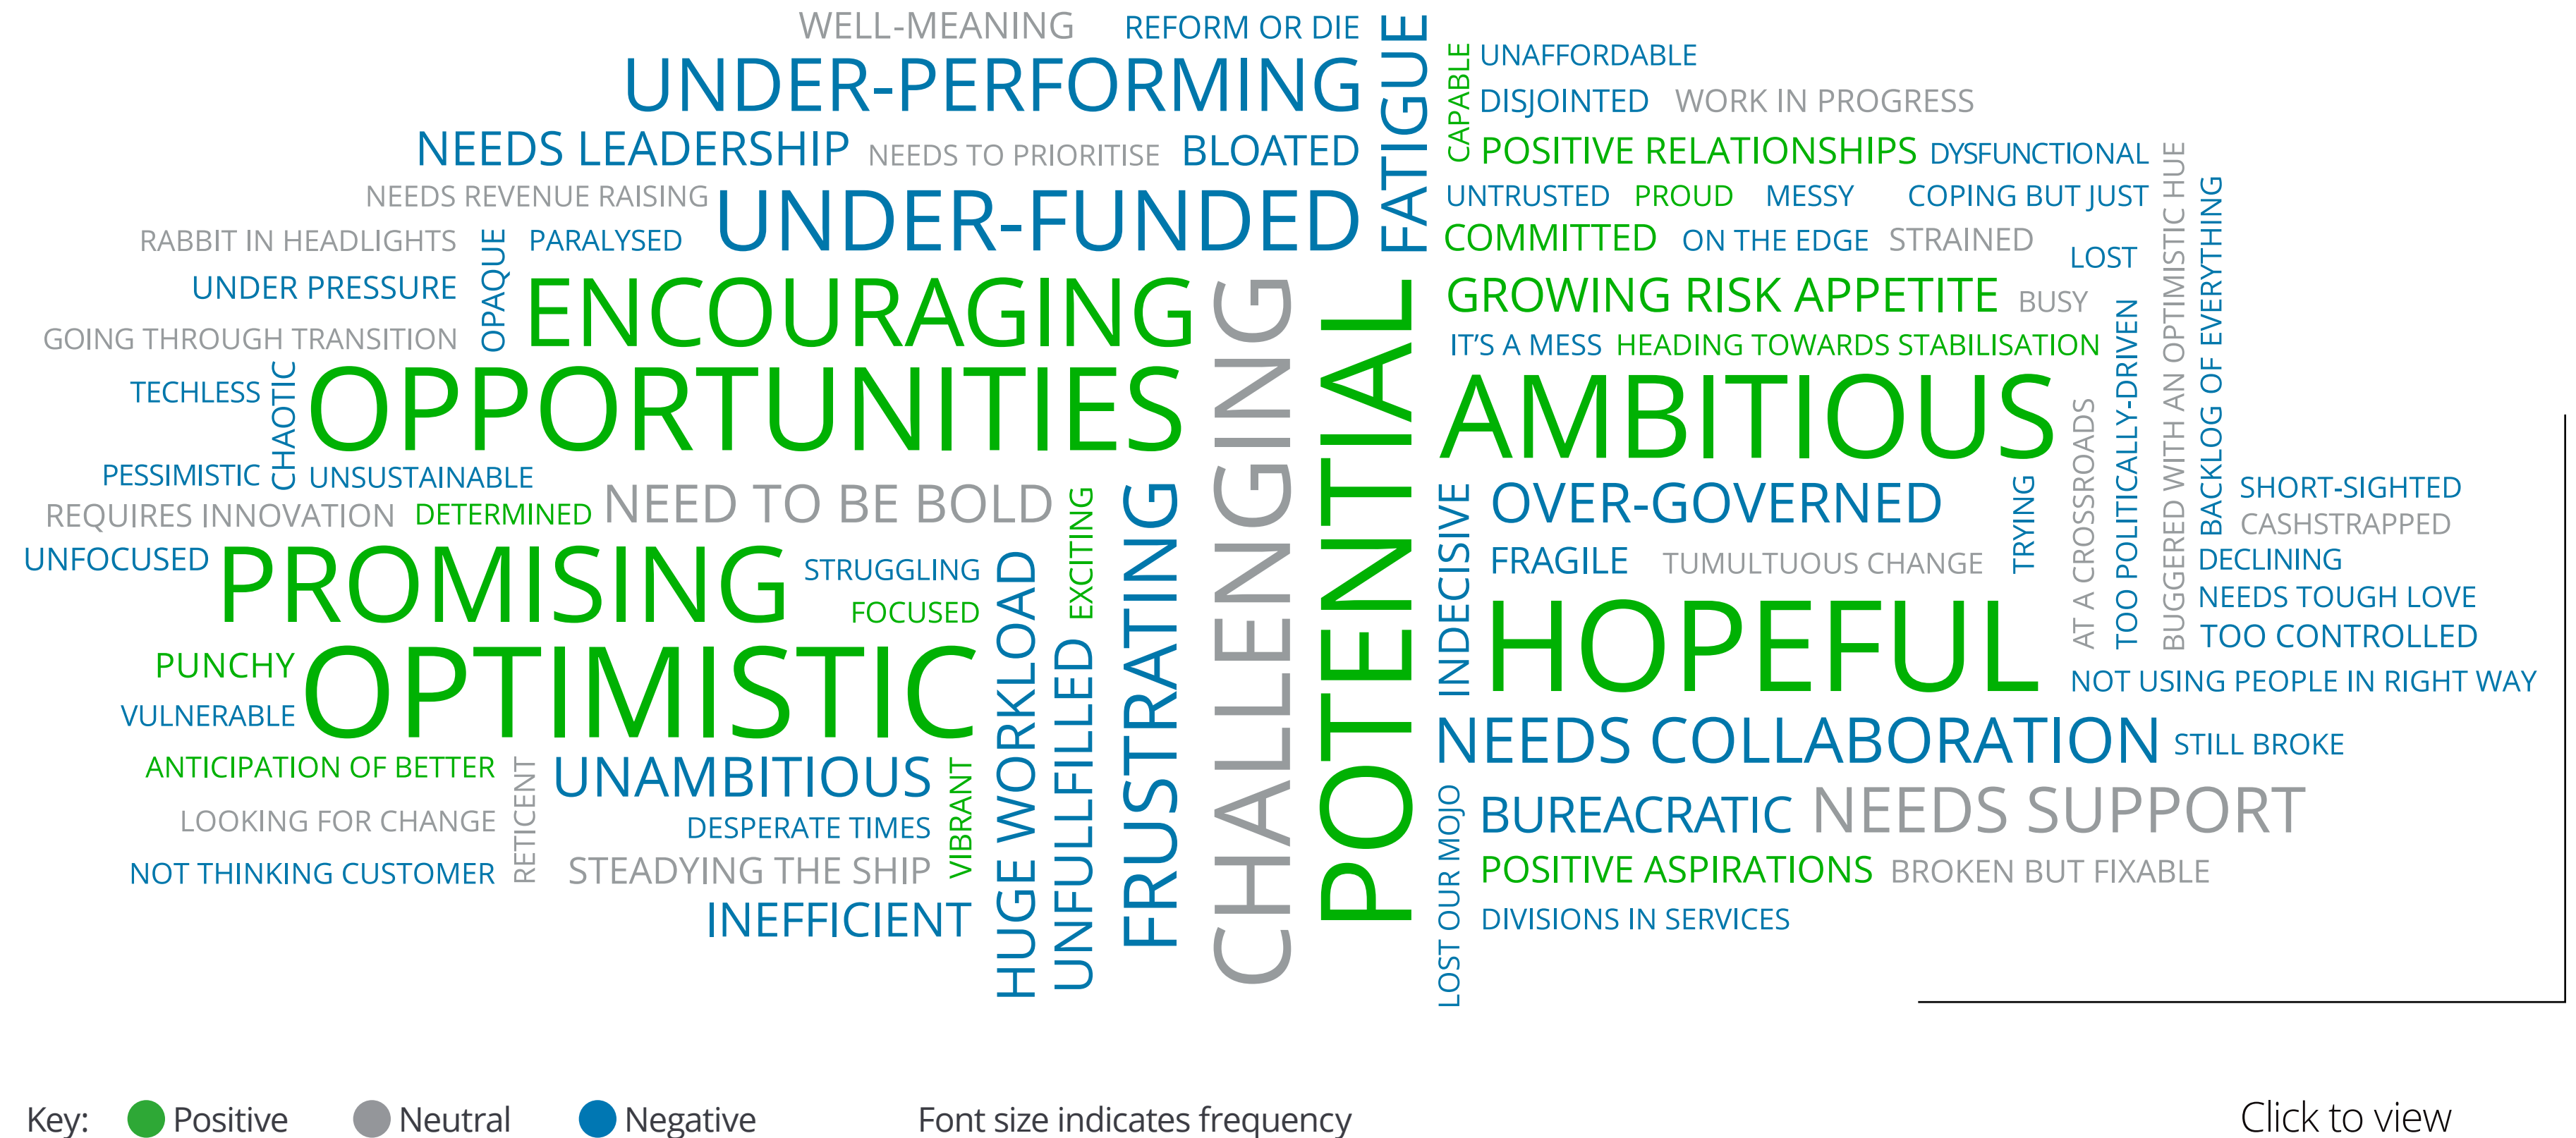 WELL-MEANING
REFORM OR DIE
FATIGUE
CAPABLE
UNAFFORDABLE
UNDER-PERFORMING
DISJOINTED
WORK IN PROGRESS
NEEDS LEADERSHIP
NEEDS TO PRIORITISE
BLOATED
POSITIVE RELATIONSHIPS
DYSFUNCTIONAL
NEEDS REVENUE RAISING
UNDER-FUNDED
UNTRUSTED
PROUD
MESSY
COPING BUT JUST
BUGGERED WITH AN OPTIMISTIC HUE
BACKLOG OF EVERYTHING
RABBIT IN HEADLIGHTS
OPAQUE
PARALYSED
COMMITTED
ON THE EDGE
STRAINED
LOST
UNDER PRESSURE
ENCOURAGING
CHALLENGING
POTENTIAL
GROWING RISK APPETITE
BUSY
TOO POLITICALLY-DRIVEN
GOING THROUGH TRANSITION
IT’S A MESS
HEADING TOWARDS STABILISATION
TECHLESS
CHAOTIC
OPPORTUNITIES
AMBITIOUS
AT A CROSSROADS
PESSIMISTIC
UNSUSTAINABLE
REQUIRES INNOVATION
DETERMINED
NEED TO BE BOLD
EXCITING
FRUSTRATING
INDECISIVE
OVER-GOVERNED
TRYING
SHORT-SIGHTED
CASHSTRAPPED
UNFOCUSED
PROMISING
STRUGGLING
HUGE WORKLOAD
FRAGILE
TUMULTUOUS CHANGE
DECLINING
FOCUSED
UNFULLFILLED
HOPEFUL
NEEDS TOUGH LOVE
TOO CONTROLLED
PUNCHY
OPTIMISTIC
NOT USING PEOPLE IN RIGHT WAY
VULNERABLE
NEEDS COLLABORATION
STILL BROKE
ANTICIPATION OF BETTER
RETICENT
UNAMBITIOUS
VIBRANT
LOST OUR MOJO
BUREACRATIC
NEEDS SUPPORT
LOOKING FOR CHANGE
DESPERATE TIMES
NOT THINKING CUSTOMER
STEADYING THE SHIP
POSITIVE ASPIRATIONS
BROKEN BUT FIXABLE
INEFFICIENT
DIVISIONS IN SERVICES
Key: Positive Neutral Negative Font size indicates frequency
Click to view